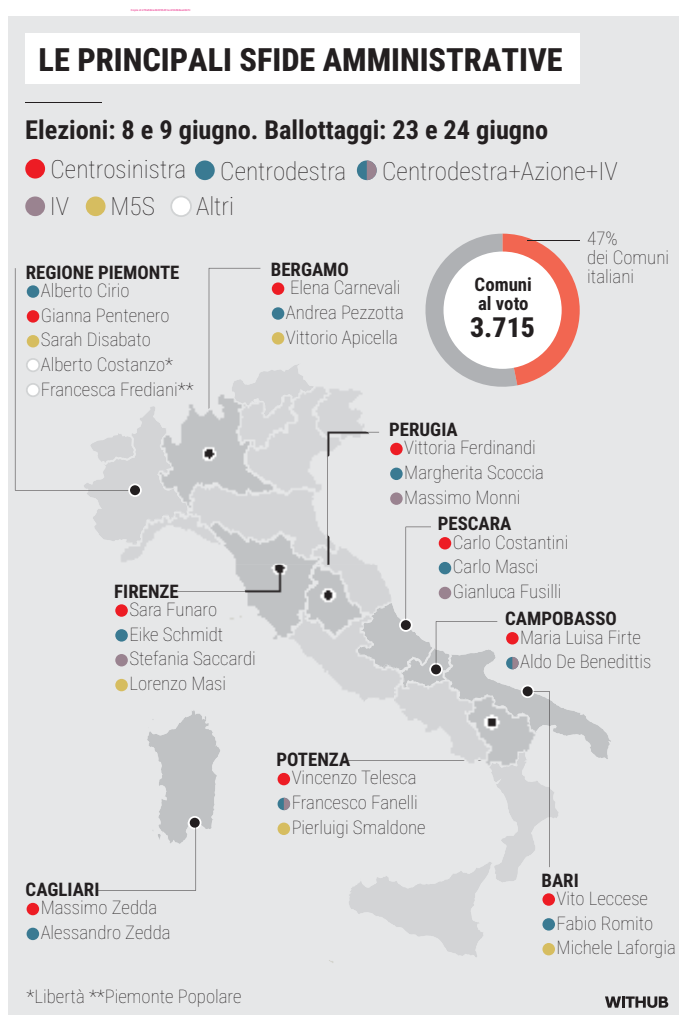 LE PRINCIPALI SFIDE AMMINISTRATIVE
Elezioni: 8 e 9 giugno. Ballottaggi: 23 e 24 giugno
Centrosinistra Centrodestra Centrodestra+Azione+IV
IV M5S Altri
47%
dei Comuni
italiani
Comuni
al voto
3.715
REGIONE PIEMONTE
Alberto Cirio
Gianna Pentenero
Sarah Disabato
Alberto Costanzo*
Francesca Frediani**
BERGAMO
Elena Carnevali
Andrea Pezzotta
Vittorio Apicella
PERUGIA
Vittoria Ferdinandi
Margherita Scoccia
Massimo Monni
PESCARA
Carlo Costantini
Carlo Masci
Gianluca Fusilli
FIRENZE
Sara Funaro
Eike Schmidt
Stefania Saccardi
Lorenzo Masi
CAMPOBASSO
Maria Luisa Firte
Aldo De Benedittis
POTENZA
Vincenzo Telesca
Francesco Fanelli
Pierluigi Smaldone
CAGLIARI
Massimo Zedda
Alessandro Zedda
BARI
Vito Leccese
Fabio Romito
Michele Laforgia
*Libertà **Piemonte Popolare
WITHUB